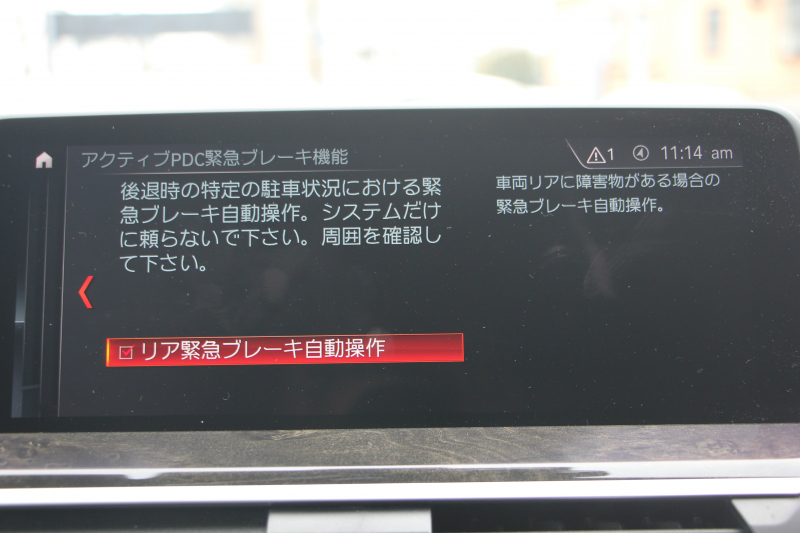 アクティブPDC緊急ブレーキ機能
1 11:14 am
後退時の特定の駐車状況における緊
急ブレーキ自動操作。システムだけ
に頼らないで下さい。周囲を確認し
て下さい。
車両リアに障害物がある場合の
緊急ブレーキ自動操作。
リア緊急ブレーキ自動操作